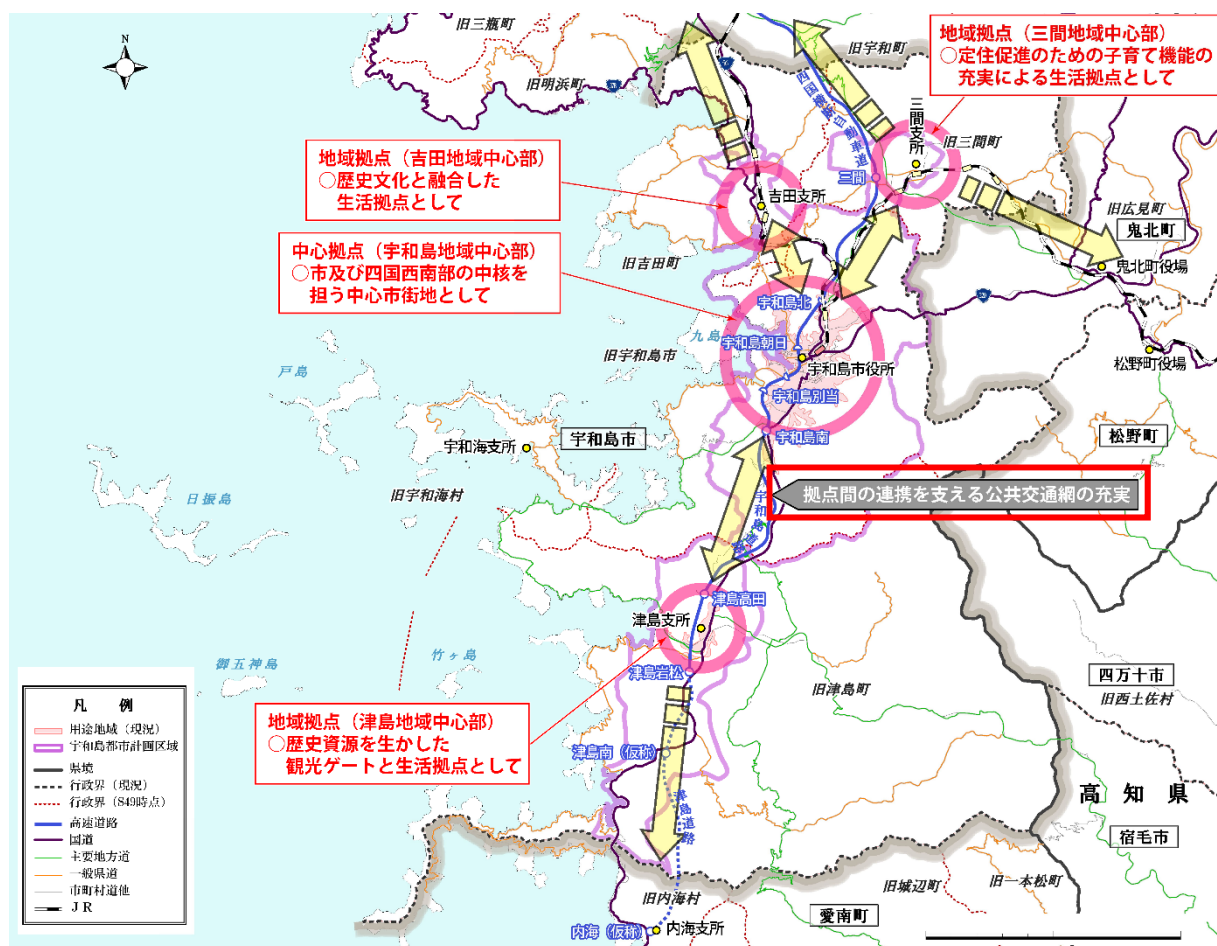 N
旧三瓶町
旧明浜町
旧宇和町
四国横断自動車道
地域拠点（三間地域中心部）
○定住促進のための子育て機能の
充実による生活拠点として
三間支所
旧三間町
三間
地域拠点（吉田地域中心部）
○歴史文化と融合した
生活拠点として
吉田支所
旧広見町
鬼北町
鬼北町役場
中心拠点（宇和島地域中心部）
○市及び四国西南部の中核を
担う中心市街地として
旧吉田町
宇和島北
九島
宇和島朝日
旧宇和島市
宇和島市役所
松野町役場
戸島
宇和島別当
宇和島南
宇和海支所
宇和島市
松野町
日振島
旧宇和海村
拠点間の連携を支える公共交通網の充実
宇和島道路
津島高田
津島支所
竹ヶ島
御五神島
津島岩松
旧津島町
四万十市
旧西土佐村
地域拠点（津島地域中心部）
○歴史資源を生かした
観光ゲートと生活拠点として
津島南（仮称）
津島道路
高知県
宿毛市
旧内海村
旧城辺町
旧一本松町
愛南町
内海（仮称）
内海支所
凡　例
用途地域（現況）
宇和島都市計画区域
県境
行政界（現況）
行政界（S49時点）
高速道路
国道
主要地方道
一般県道
市町村道他
ＪＲ